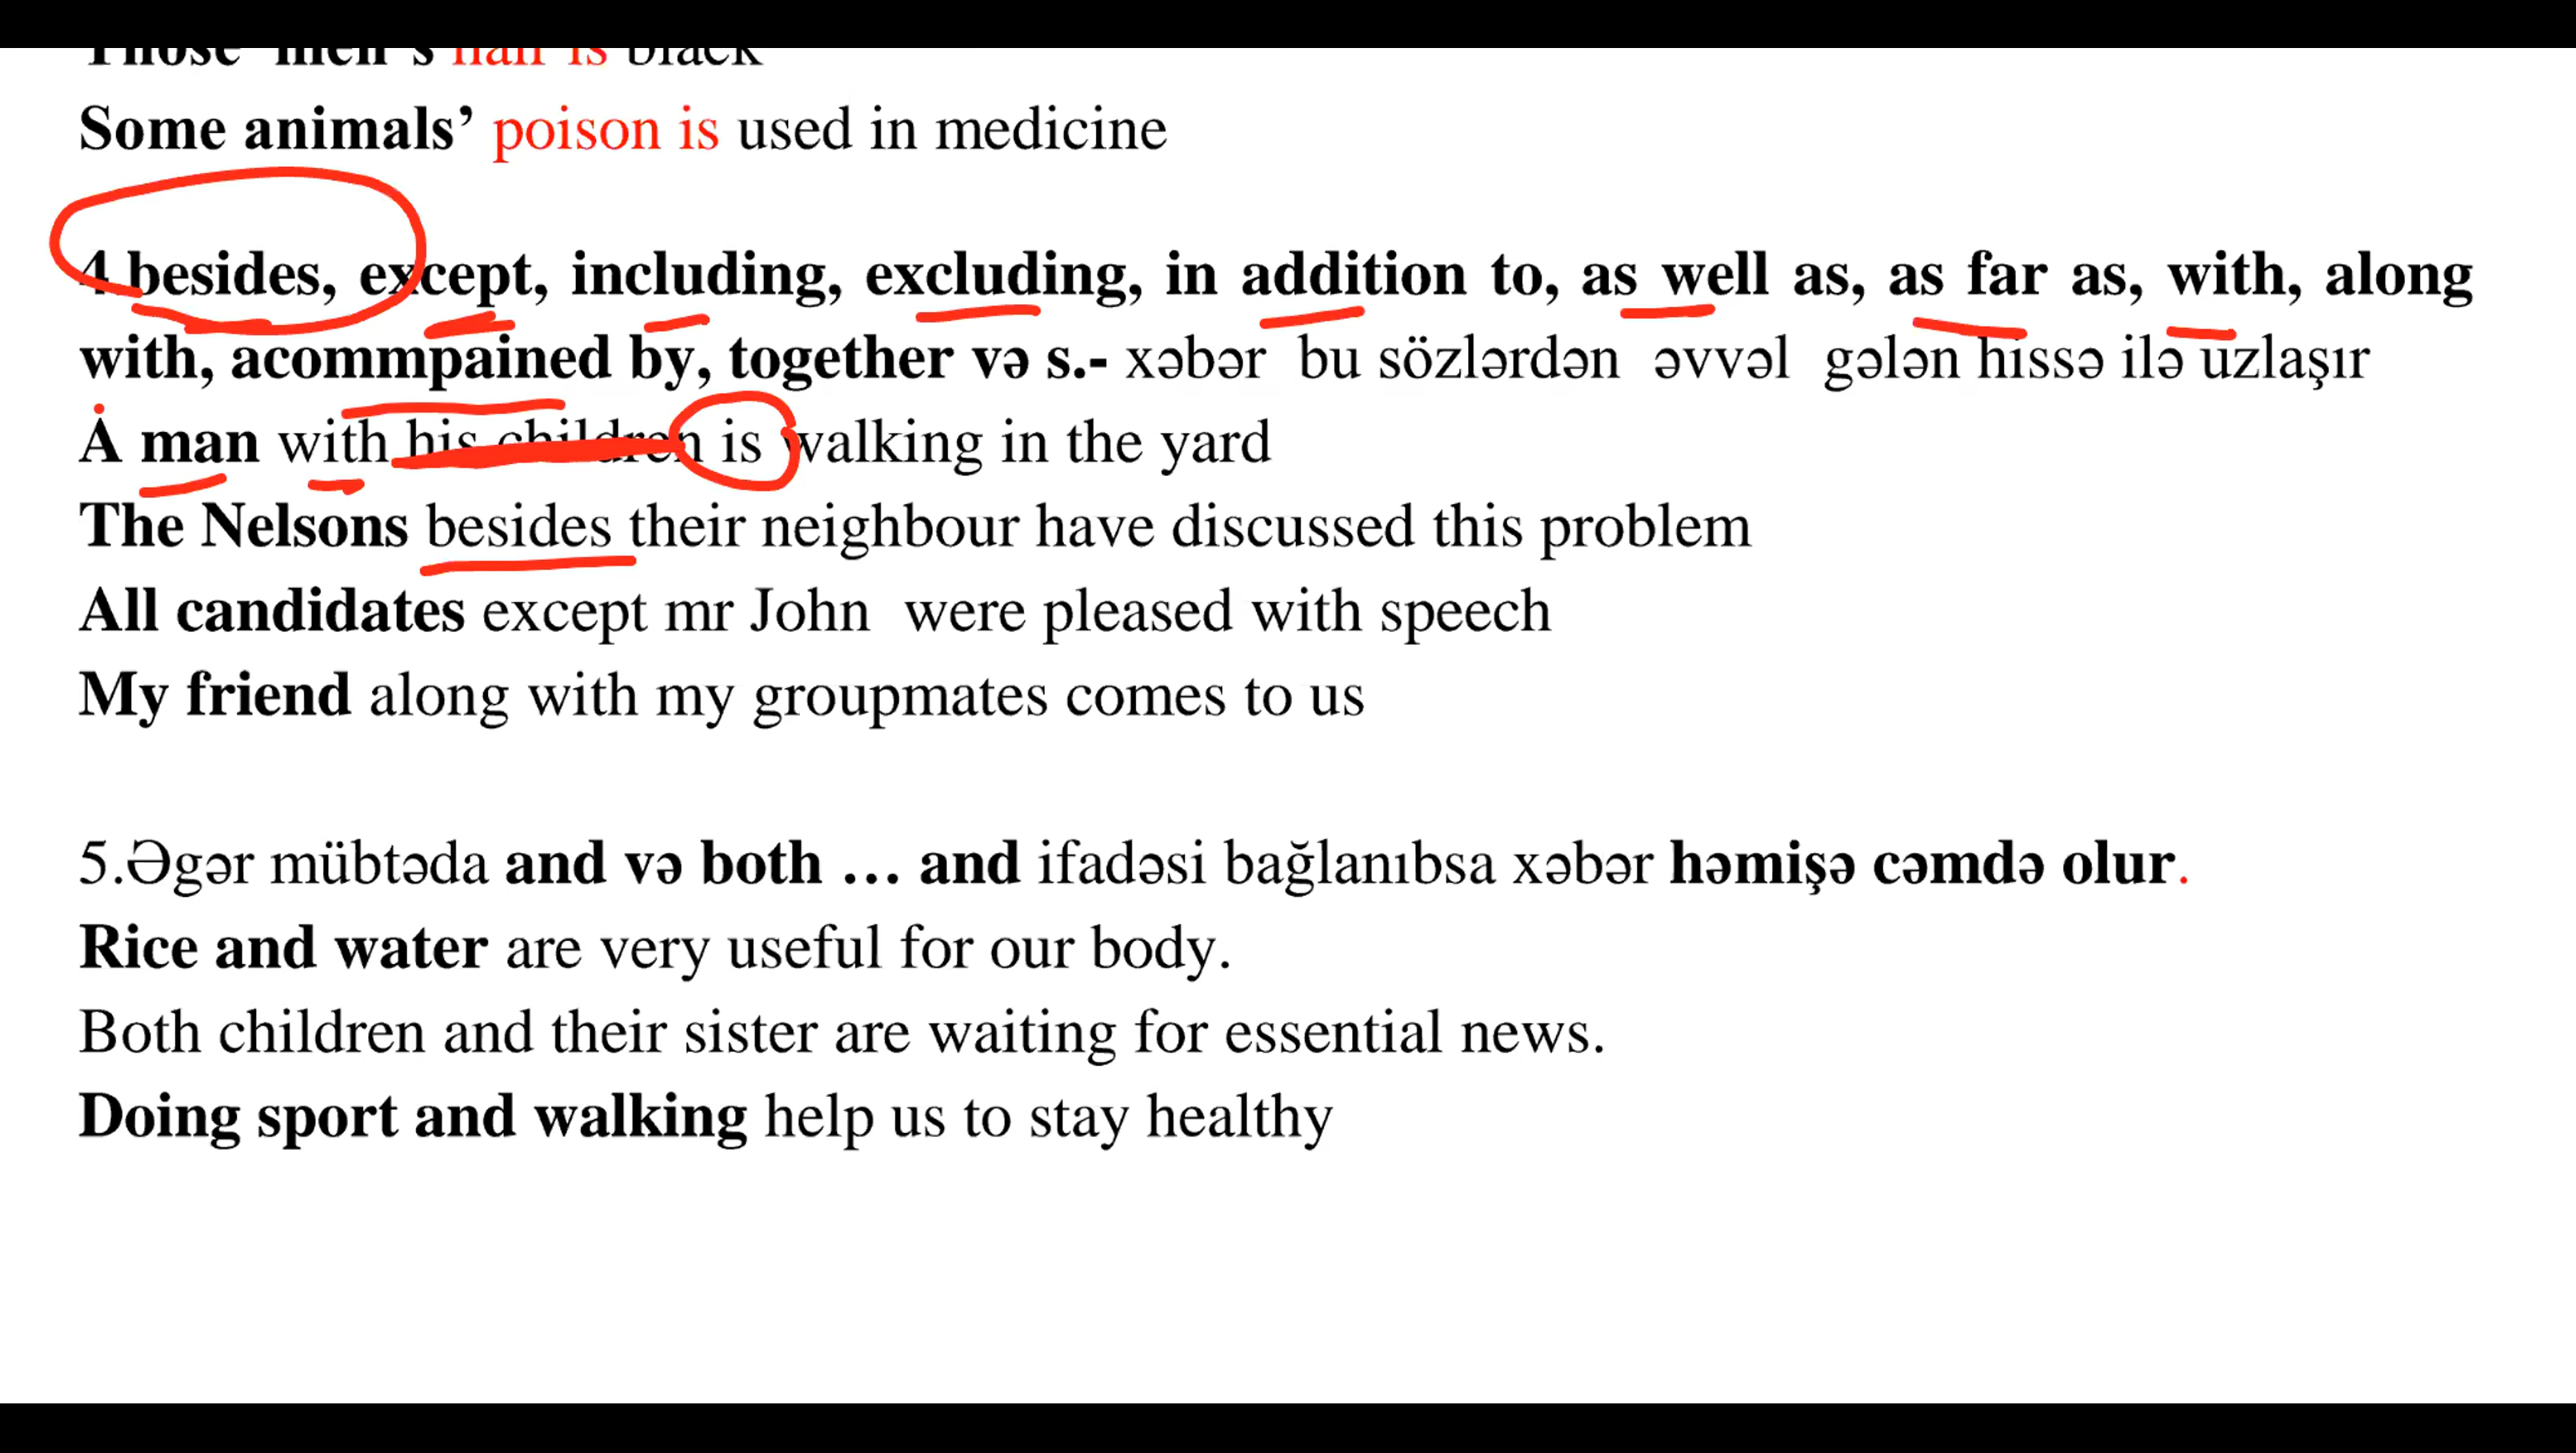 Those men's hair is black
Some animals’ poison is used in medicine
4 besides, except, including, excluding, in addition to, as well as, as far as, with, along
with, acommpained by, together və s.- xəbər bu sözlərdən əvvəl gələn hissə ilə uzlaşır
A man with his children is walking in the yard
The Nelsons besides their neighbour have discussed this problem
All candidates except mr John were pleased with speech
My friend along with my groupmates comes to us
5.Əgər mübtəda and və both … and ifadəsi bağlanıbsa xəbər həmişə cəmdə olur.
Rice and water are very useful for our body.
Both children and their sister are waiting for essential news.
Doing sport and walking help us to stay healthy